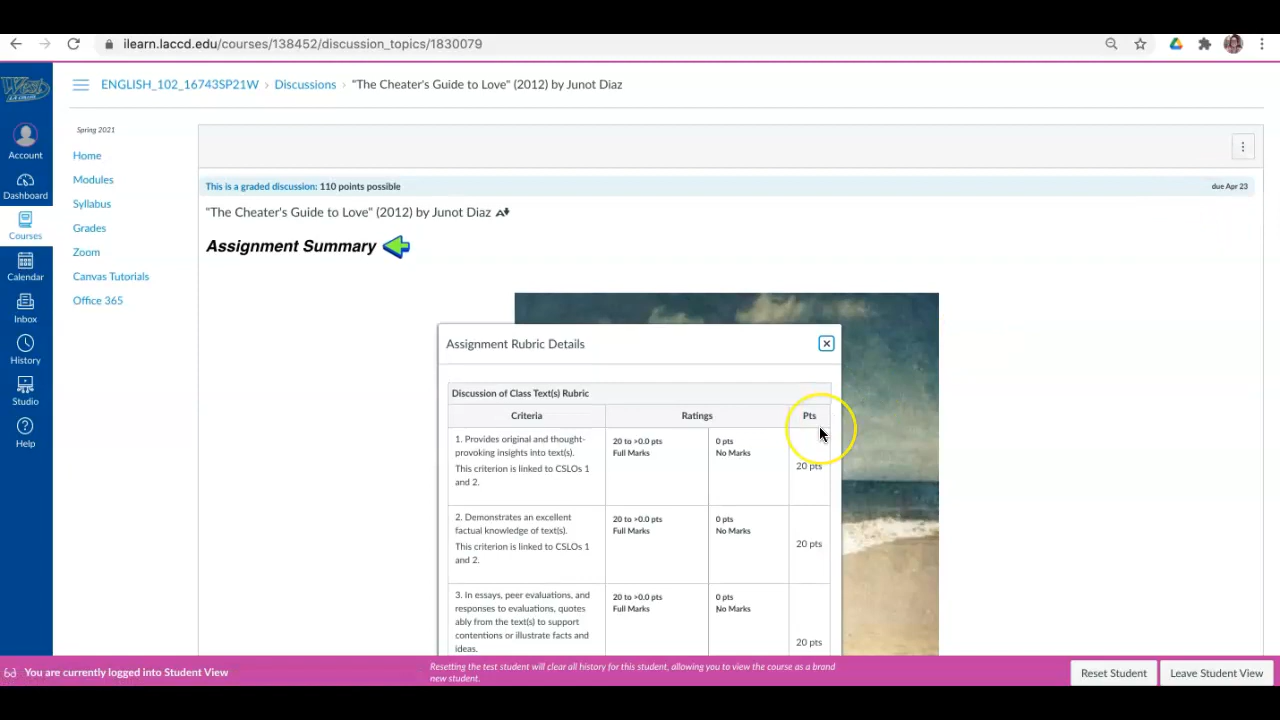 ilearn.laccd.edu/courses/138452/discussion_topics/1830079
West
ENGLISH_102_16743SP21W › Discussions › "The Cheater's Guide to Love" (2012) by Junot Diaz
Spring 2021
Account
Dashboard
Courses
Calendar
Inbox
History
Studio
Help
Home
Modules
Syllabus
Grades
Zoom
Canvas Tutorials
Office 365
This is a graded discussion: 110 points possible
due Apr 23
"The Cheater's Guide to Love" (2012) by Junot Diaz
Assignment Summary
Assignment Rubric Details
Discussion of Class Text(s) Rubric
Criteria Ratings Pts
1. Provides original and thought-
provoking insights into text(s).
This criterion is linked to CSLOs 1
and 2.
20 to >0.0 pts
Full Marks
0 pts
No Marks
20 pts
2. Demonstrates an excellent
factual knowledge of text(s).
This criterion is linked to CSLOs 1
and 2.
20 to >0.0 pts
Full Marks
0 pts
No Marks
20 pts
3. In essays, peer evaluations, and
responses to evaluations, quotes
ably from the text(s) to support
contentions or illustrate facts and
ideas.
20 to >0.0 pts
Full Marks
0 pts
No Marks
20 pts
You are currently logged into Student View
Resetting the test student will clear all history for this student, allowing you to view the course as a brand
new student.
Reset Student
Leave Student View